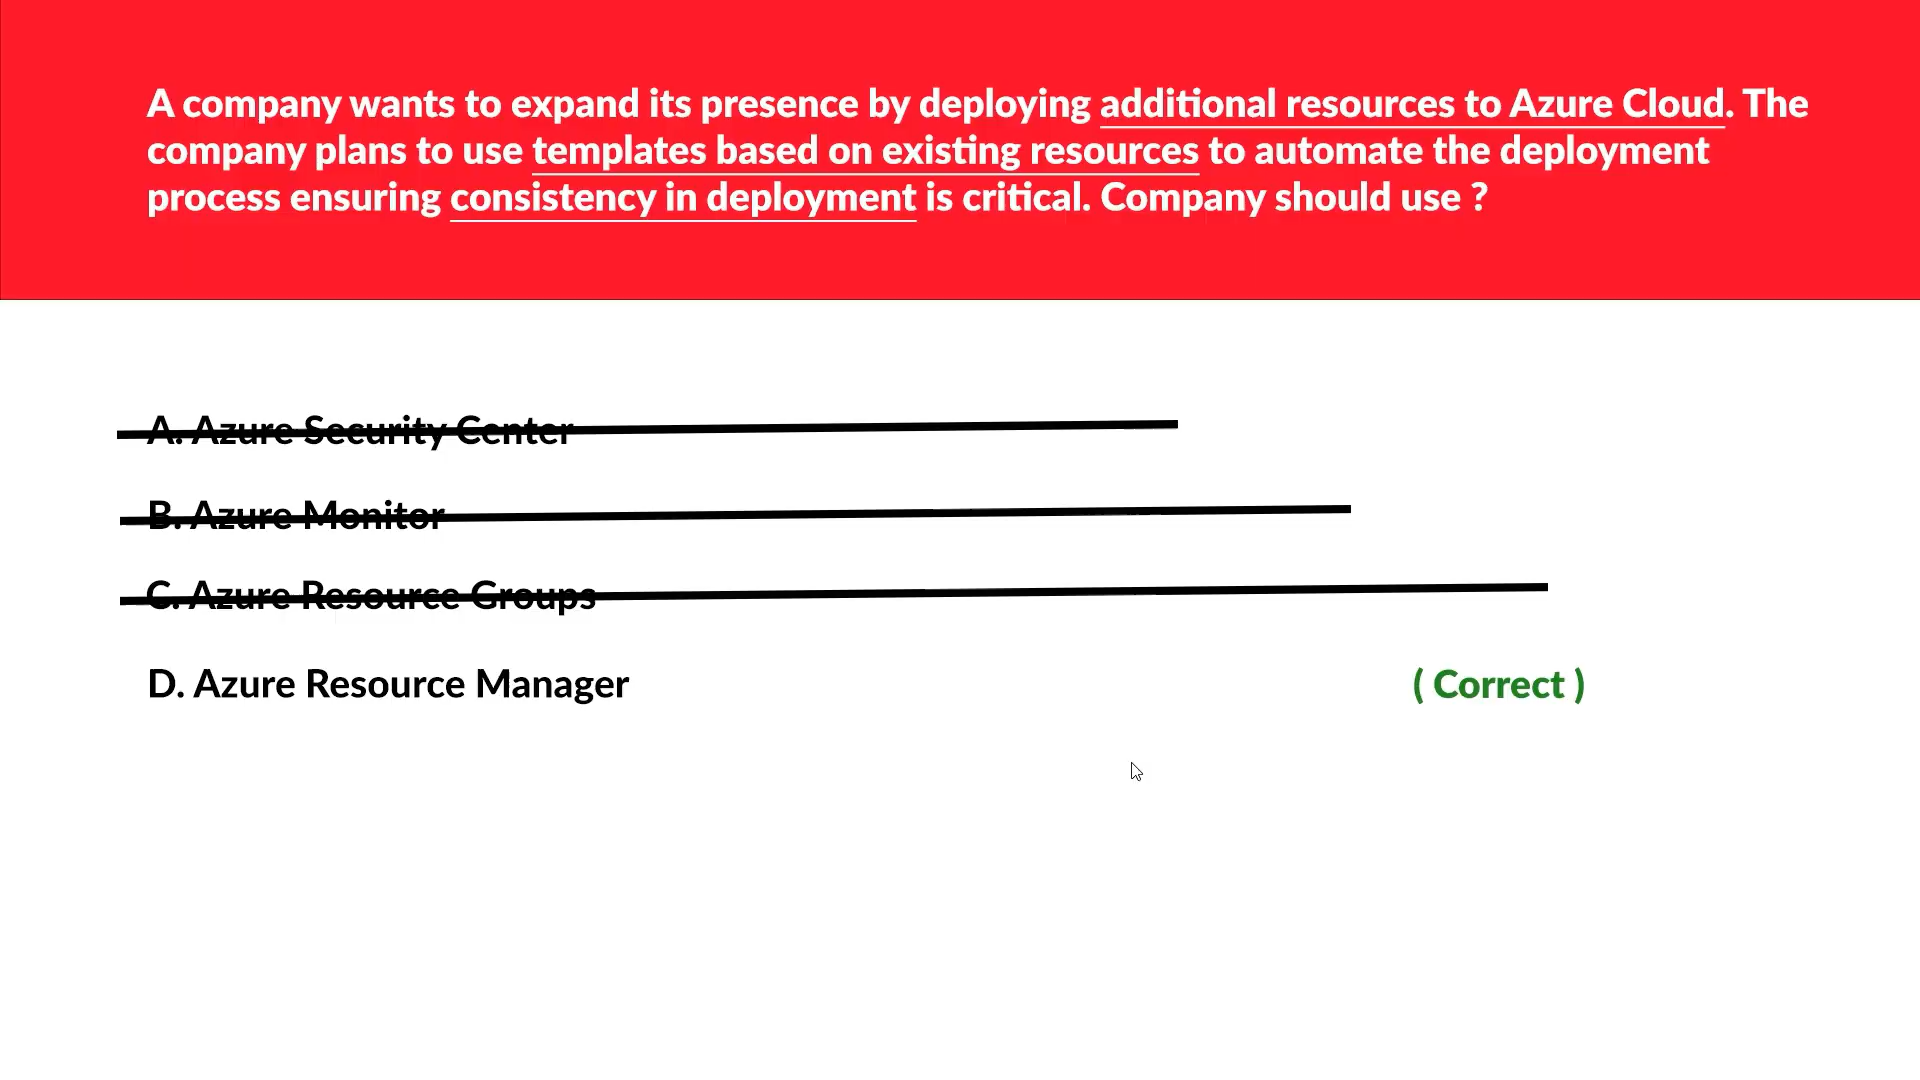 A company wants to expand its presence by deploying additional resources to Azure Cloud. The
company plans to use templates based on existing resources to automate the deployment
process ensuring consistency in deployment is critical. Company should use ?
A. Azure Security Center
B. Azure Monitor
C. Azure Resource Groups
D. Azure Resource Manager ( Correct )